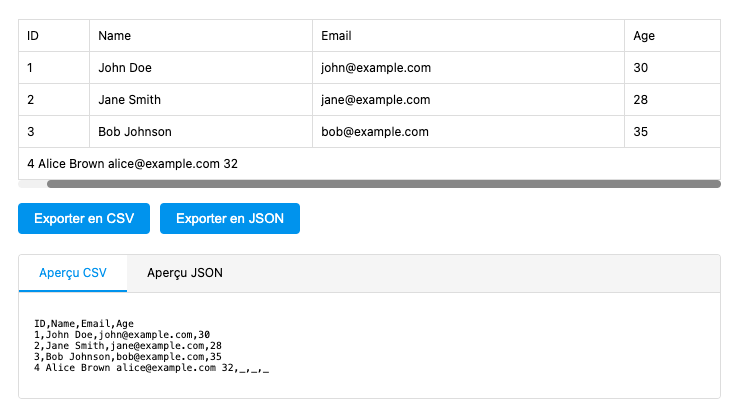 ID Name Email Age
1 John Doe john@example.com 30
2 Jane Smith jane@example.com 28
3 Bob Johnson bob@example.com 35
4 Alice Brown alice@example.com 32
Exporter en CSV Exporter en JSON
Aperçu CSV Aperçu JSON
ID,Name,Email,Age
1,John Doe,john@example.com,30
2,Jane Smith,jane@example.com,28
3,Bob Johnson,bob@example.com,35
4 Alice Brown alice@example.com 32,_,_,_